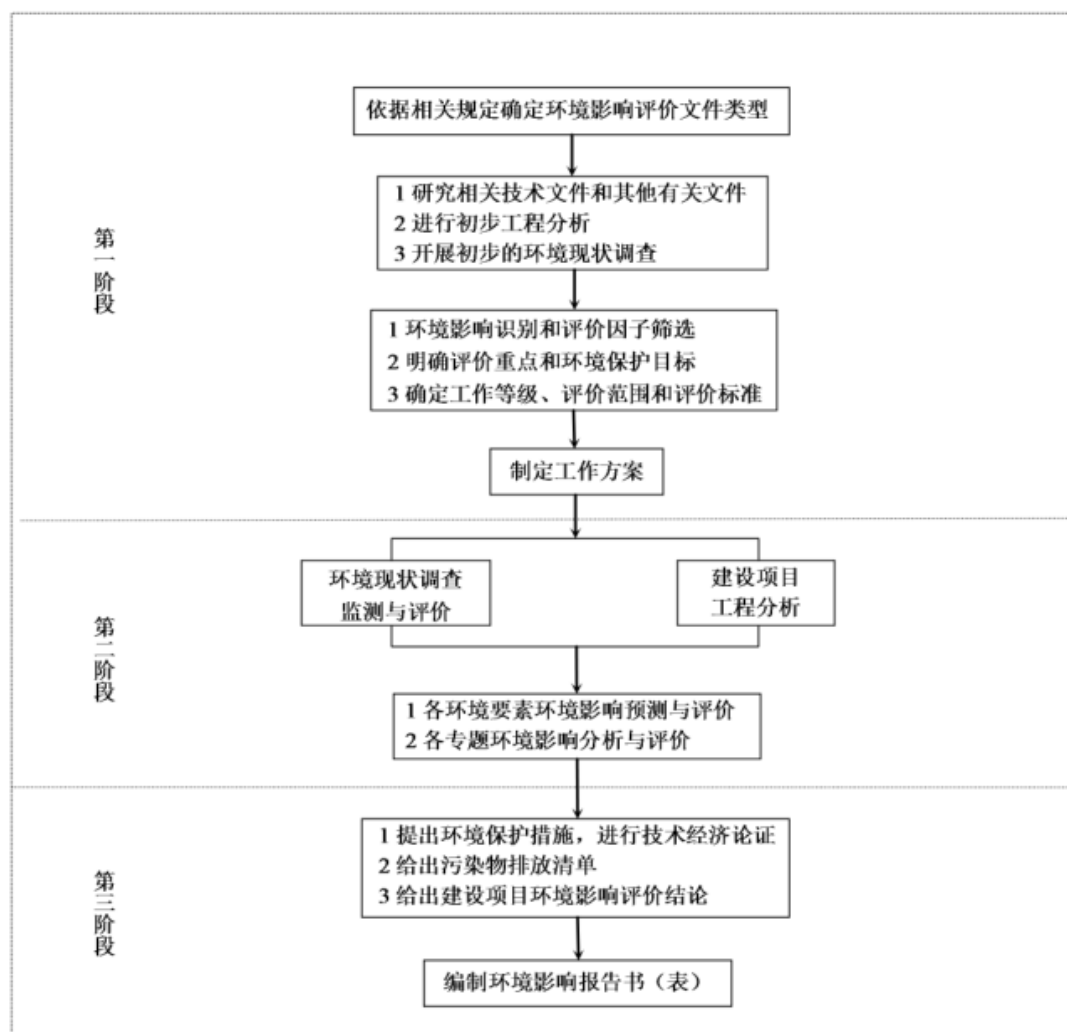 依据相关规定确定环境影响评价文件类型
1 研究相关技术文件和其他有关文件
2 进行初步工程分析
3 开展初步的环境现状调查
第一阶段
1 环境影响识别和评价因子筛选
2 明确评价重点和环境保护目标
3 确定工作等级、评价范围和评价标准
制定工作方案
环境现状调查
监测与评价
建设项目
工程分析
第二阶段
1 各环境要素环境影响预测与评价
2 各专题环境影响分析与评价
1 提出环境保护措施，进行技术经济论证
2 给出污染物排放清单
3 给出建设项目环境影响评价结论
第三阶段
编制环境影响报告书（表）